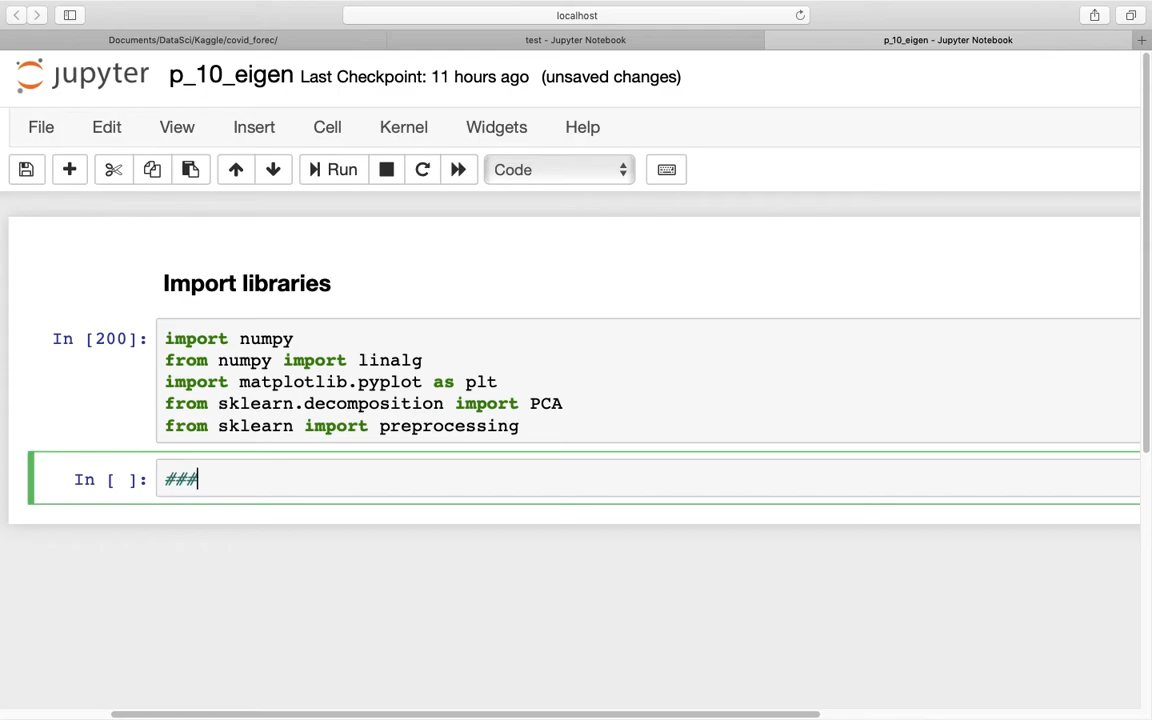 localhost
Documents/DataSci/Kaggle/covid_forec/
test - Jupyter Notebook
p_10_eigen - Jupyter Notebook
jupyter p_10_eigen Last Checkpoint: 11 hours ago (unsaved changes)
File Edit View Insert Cell Kernel Widgets Help
Run Code
Import libraries
In [200]: import numpy
from numpy import linalg
import matplotlib.pyplot as plt
from sklearn.decomposition import PCA
from sklearn import preprocessing
In [ ]: ###